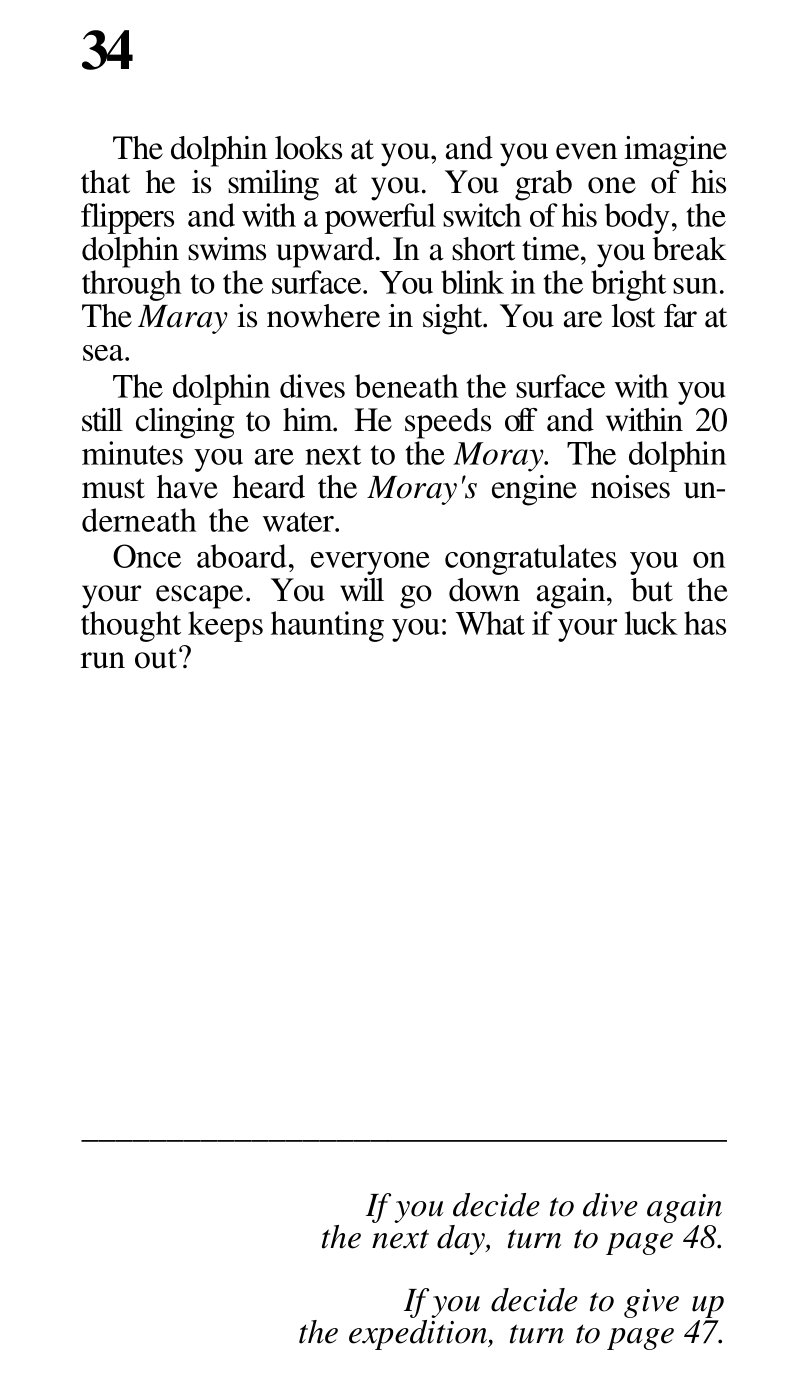 34
The dolphin looks at you, and you even imagine
that he is smiling at you. You grab one of his
flippers and with a powerful switch of his body, the
dolphin swims upward. In a short time, you break
through to the surface. You blink in the bright sun.
The Maray is nowhere in sight. You are lost far at
sea.
The dolphin dives beneath the surface with you
still clinging to him. He speeds off and within 20
minutes you are next to the Moray. The dolphin
must have heard the Moray's engine noises un-
derneath the water.
Once aboard, everyone congratulates you on
your escape. You will go down again, but the
thought keeps haunting you: What if your luck has
run out?
If you decide to dive again
the next day, turn to page 48.
If you decide to give up
the expedition, turn to page 47.